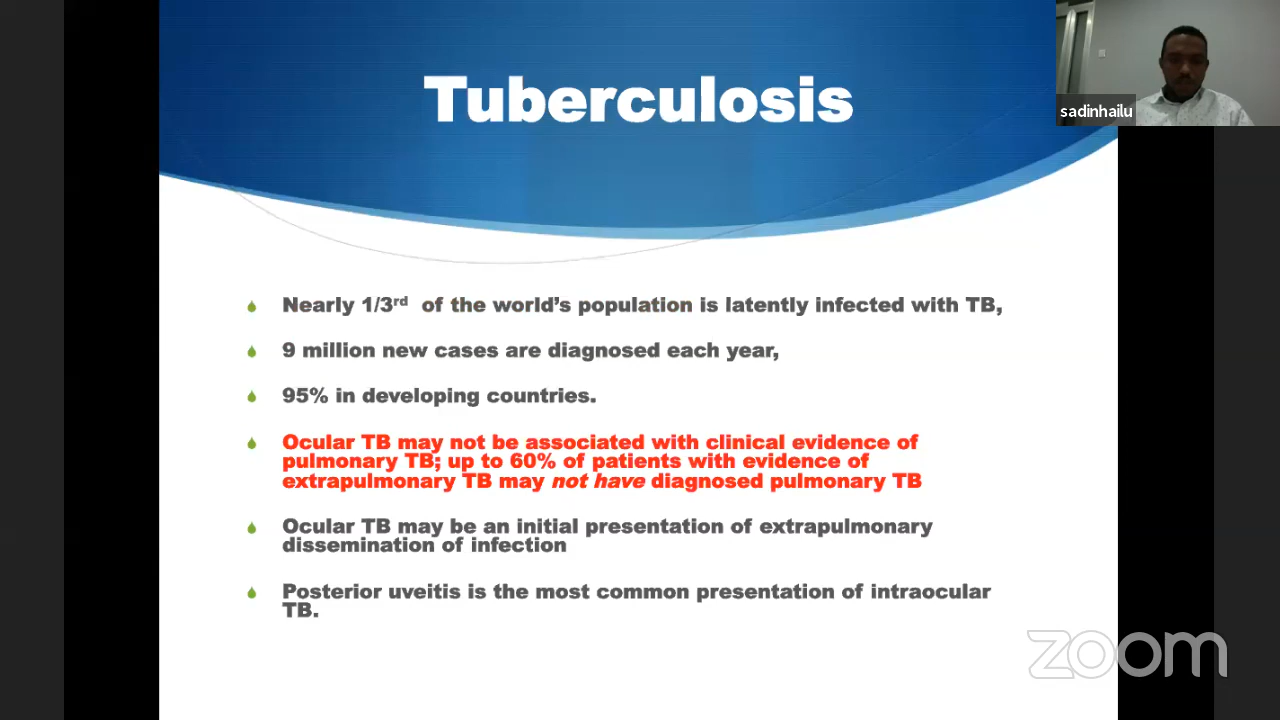 Tuberculosis
sadinhailu
Nearly 1/3rd of the world's population is latently infected with TB,
9 million new cases are diagnosed each year,
95% in developing countries.
Ocular TB may not be associated with clinical evidence of
pulmonary TB; up to 60% of patients with evidence of
extrapulmonary TB may not have diagnosed pulmonary TB
Ocular TB may be an initial presentation of extrapulmonary
dissemination of infection
Posterior uveitis is the most common presentation of intraocular
TB.
zoom